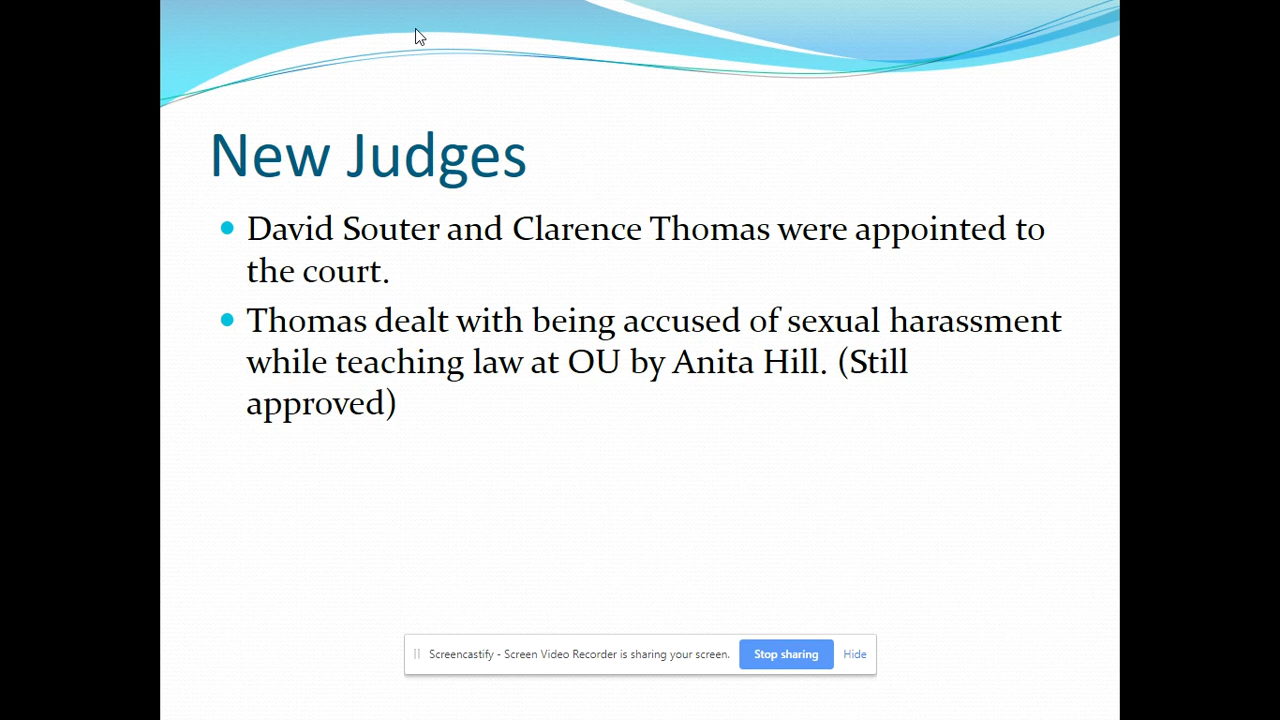 New Judges
David Souter and Clarence Thomas were appointed to
the court.
Thomas dealt with being accused of sexual harassment
while teaching law at OU by Anita Hill. (Still
approved)
Screencastify - Screen Video Recorder is sharing your screen. Stop sharing Hide